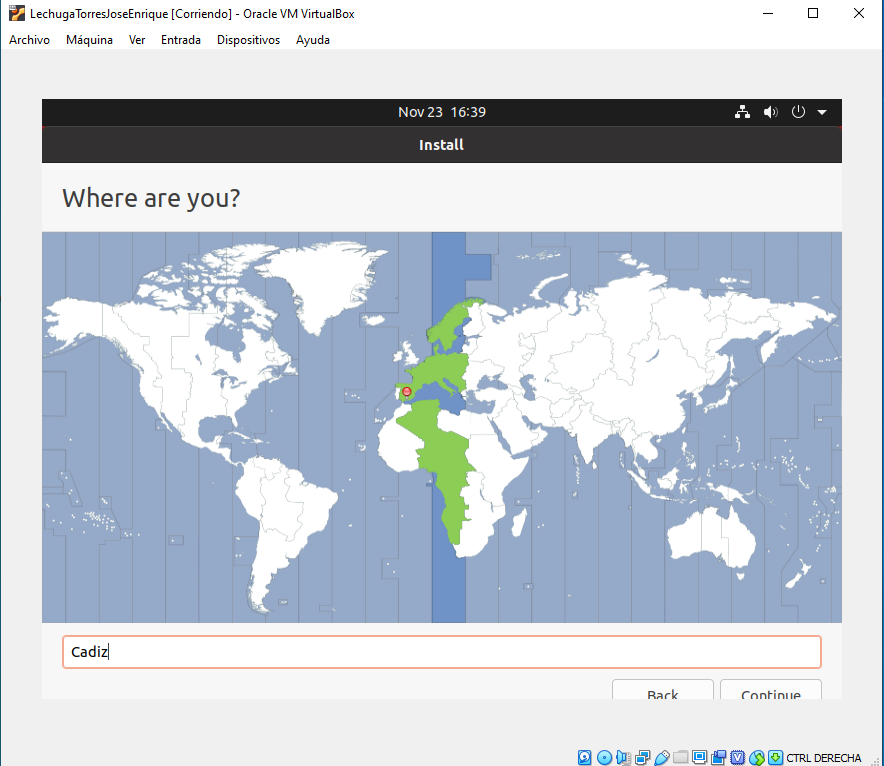 LechugaTorresJoseEnrique [Corriendo] - Oracle VM VirtualBox
Archivo Máquina Ver Entrada Dispositivos Ayuda
Nov 23 16:39
Install
Where are you?
Cadiz
Back Continue
CTRL DERECHA